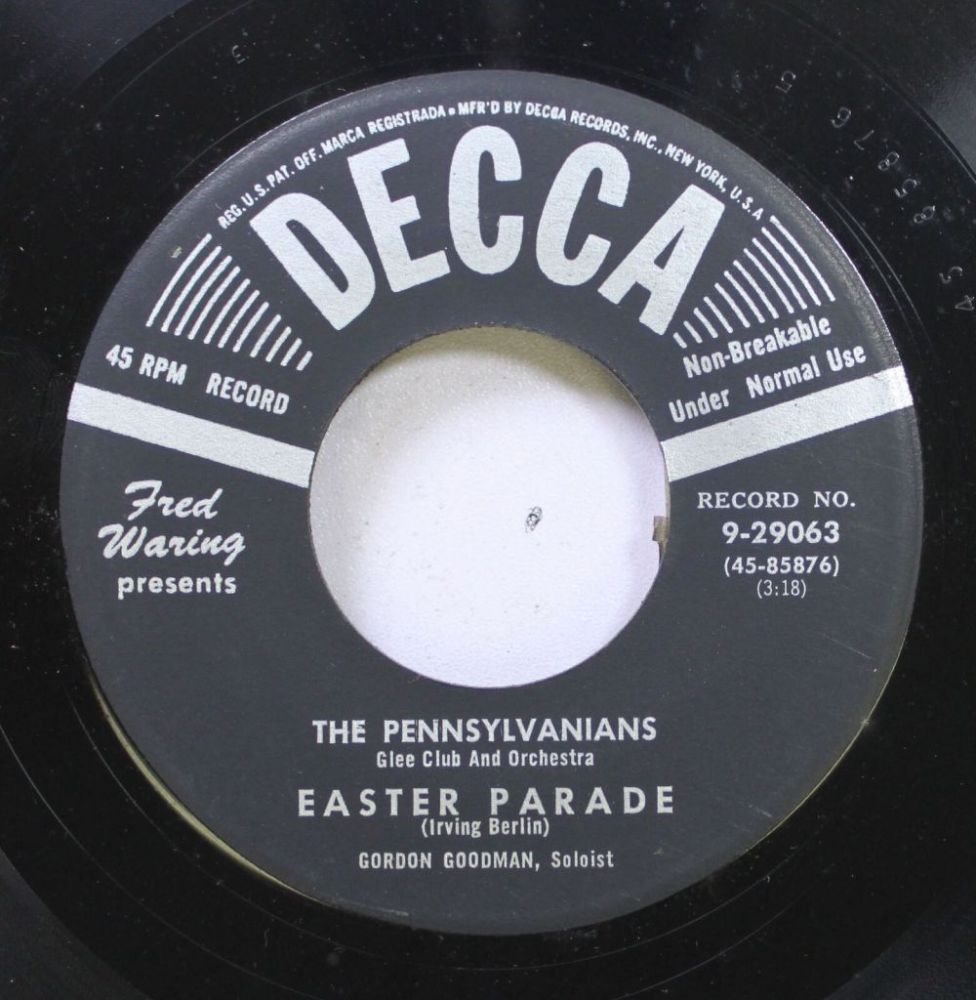 REG. U.S. PAT. OFF. MARCA REGISTRADA • MFR'D BY DECCA RECORDS, INC., NEW YORK, U.S.A
DECCA
45 RPM RECORD
Non-Breakable
Under Normal Use
Fred
Waring
presents
RECORD NO.
9-29063
(45-85876)
(3:18)
THE PENNSYLVANIANS
Glee Club And Orchestra
EASTER PARADE
(Irving Berlin)
GORDON GOODMAN, Soloist